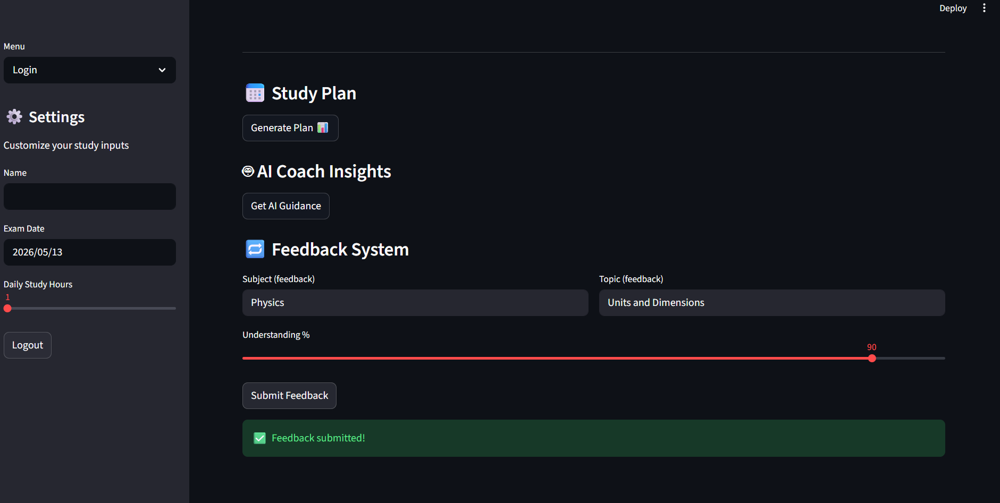 Deploy
Menu
Login
Settings
Customize your study inputs
Name
Exam Date
2026/05/13
Daily Study Hours
1
Logout
Study Plan
Generate Plan
AI Coach Insights
Get AI Guidance
Feedback System
Subject (feedback)
Topic (feedback)
Physics
Units and Dimensions
Understanding %
90
Submit Feedback
Feedback submitted!